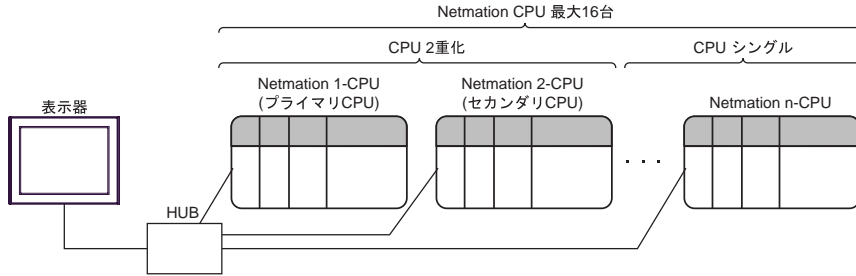 Netmation CPU 最大16台
CPU 2重化
CPU シングル
Netmation 1-CPU
(プライマリCPU)
Netmation 2-CPU
(セカンダリCPU)
Netmation n-CPU
表示器
. . .
HUB